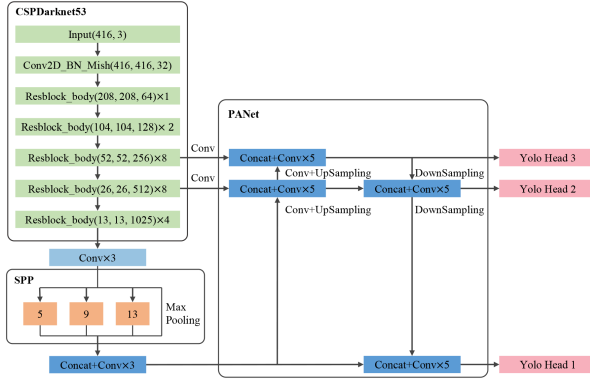 CSPDarknet53
Input(416, 3)
Conv2D_BN_Mish(416, 416, 32)
Resblock_body(208, 208, 64)×1
Resblock_body(104, 104, 128)× 2
Resblock_body(52, 52, 256)×8
Resblock_body(26, 26, 512)×8
Resblock_body(13, 13, 1025)×4
Conv×3
SPP
5
9
13
Max
Pooling
Concat+Conv×3
Conv
Conv
PANet
Concat+Conv×5
Conv+UpSampling
DownSampling
Concat+Conv×5
Concat+Conv×5
Conv+UpSampling
DownSampling
Concat+Conv×5
Yolo Head 3
Yolo Head 2
Yolo Head 1